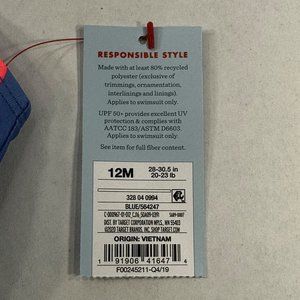 RESPONSIBLE STYLE
Made with at least 80% recycled
polyester (exclusive of
trimmings, ornamentation,
interlinings and linings).
Applies to swimsuit only.
UPF 50+ provides excellent UV
protection & complies with
AATCC 183/ASTM D6603.
Applies to swimsuit only.
See item for full fiber content.
12M
28-30.5 in
20-23 lb
328 04 0994
BLUE/564247
DIST. BY TARGET CORPORATION MPLS., MN 55403
©2020 TARGET BRANDS, INC. SHOP TARGET.COM
ORIGIN: VIETNAM
1 91906 41647 4
F00245211-Q4/19